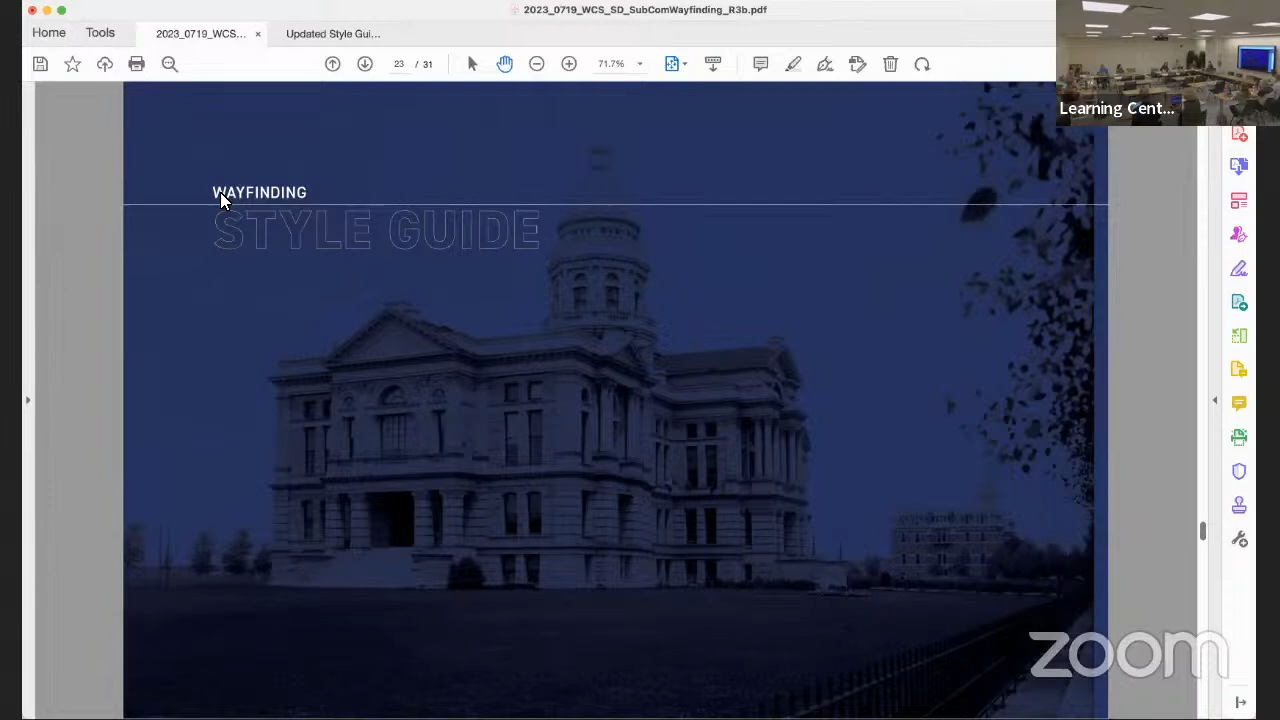 2023_0719_WCS_SD_SubComWayfinding_R3b.pdf
Home
Tools
2023_0719_WCS... ×
Updated Style Gui...
23 / 31
71.7%
Learning Cent...
WAYFINDING
STYLE GUIDE
zoom